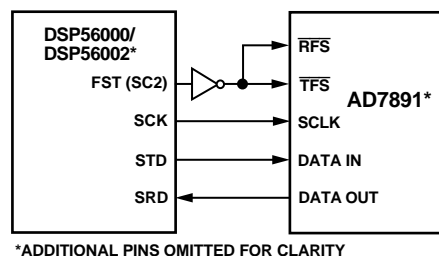 DSP56000/
DSP56002*
FST (SC2)
SCK
STD
SRD
RFS
TFS
AD7891*
SCLK
DATA IN
DATA OUT
*ADDITIONAL PINS OMITTED FOR CLARITY